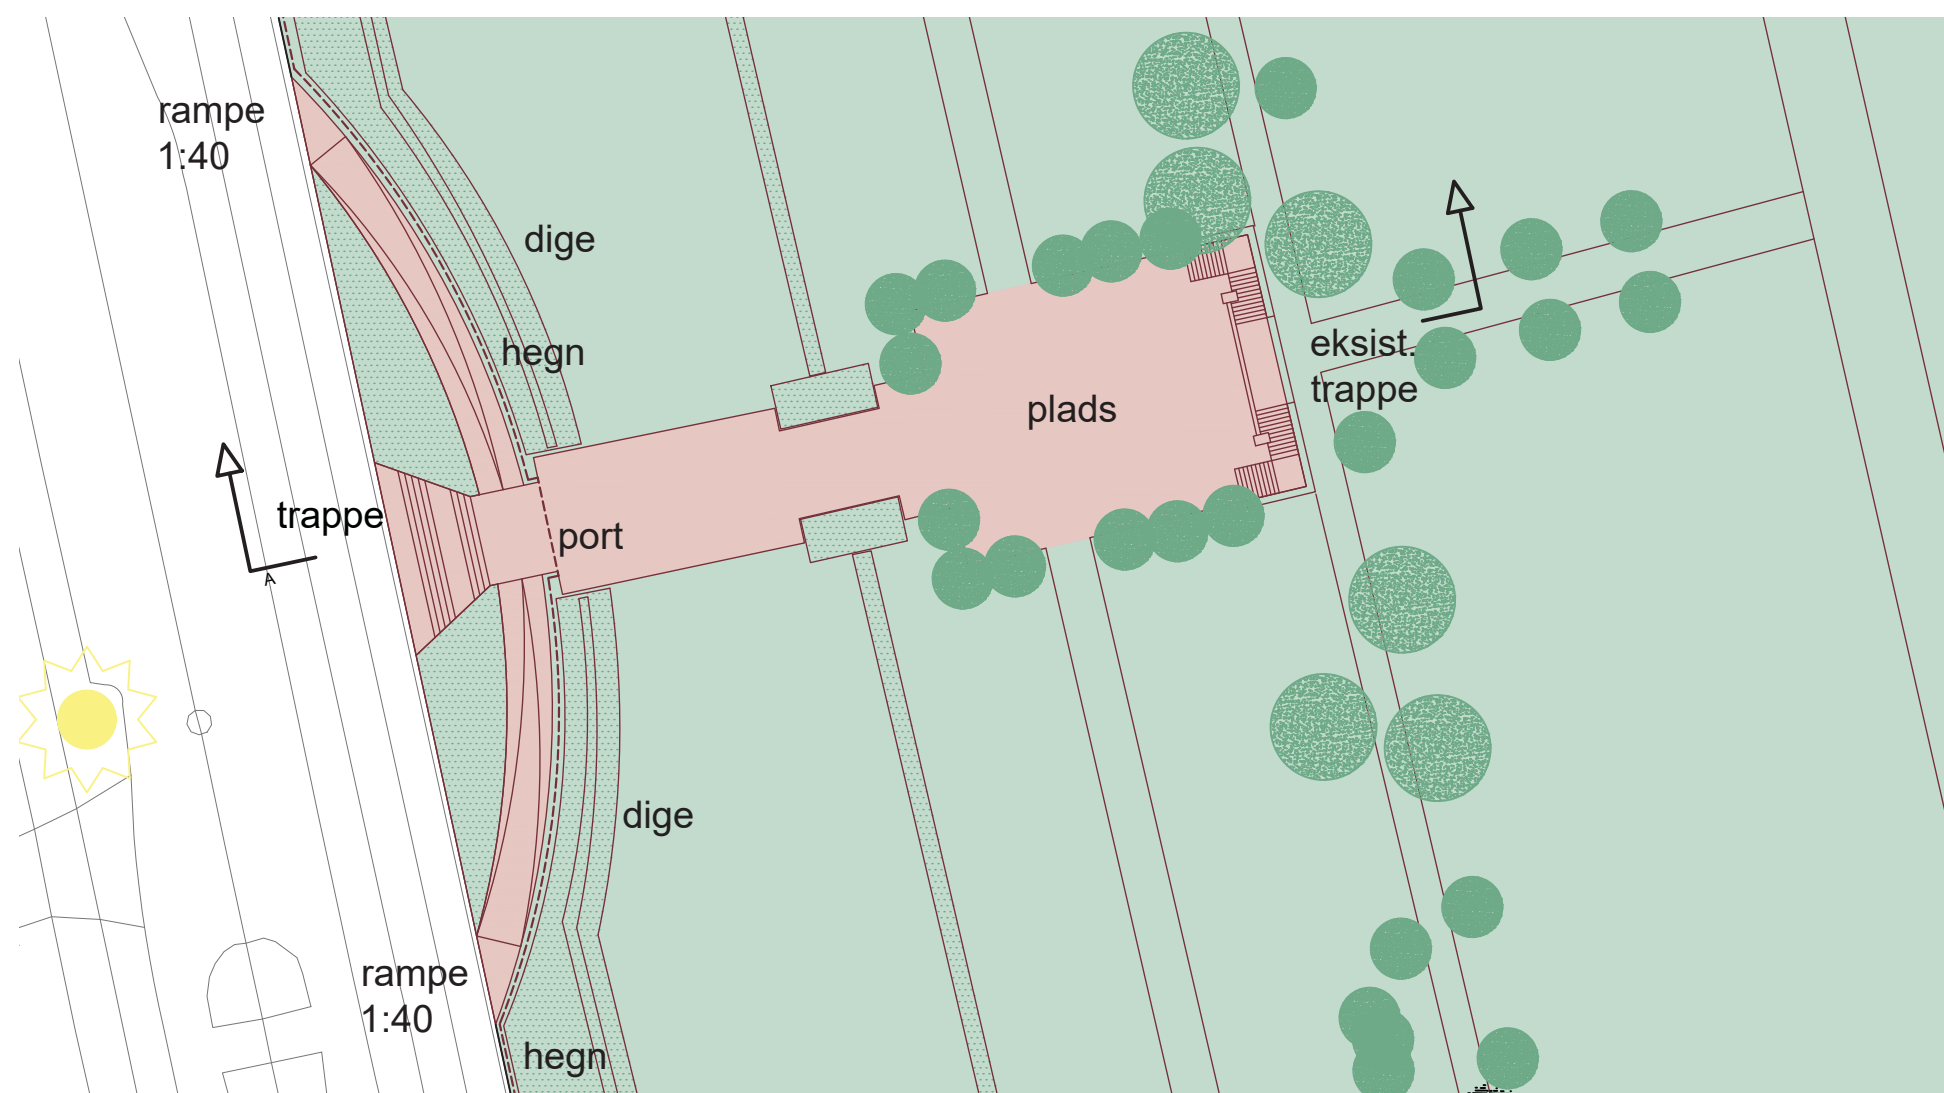 rampe
1:40
dige
hegn
eksist.
trappe
plads
trappe
port
A
dige
rampe
1:40
hegn